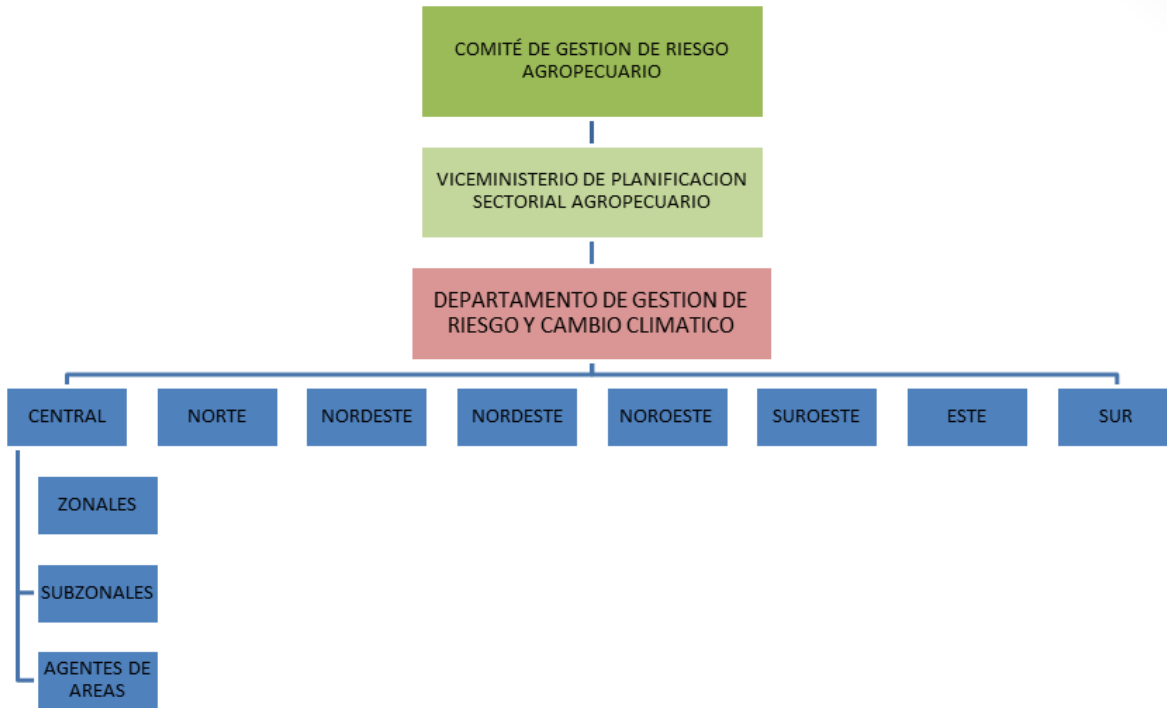 COMITÉ DE GESTION DE RIESGO
AGROPECUARIO
VICEMINISTERIO DE PLANIFICACION
SECTORIAL AGROPECUARIO
DEPARTAMENTO DE GESTION DE
RIESGO Y CAMBIO CLIMATICO
CENTRAL
NORTE
NORDESTE
NORDESTE
NOROESTE
SUROESTE
ESTE
SUR
ZONALES
SUBZONALES
AGENTES DE
AREAS